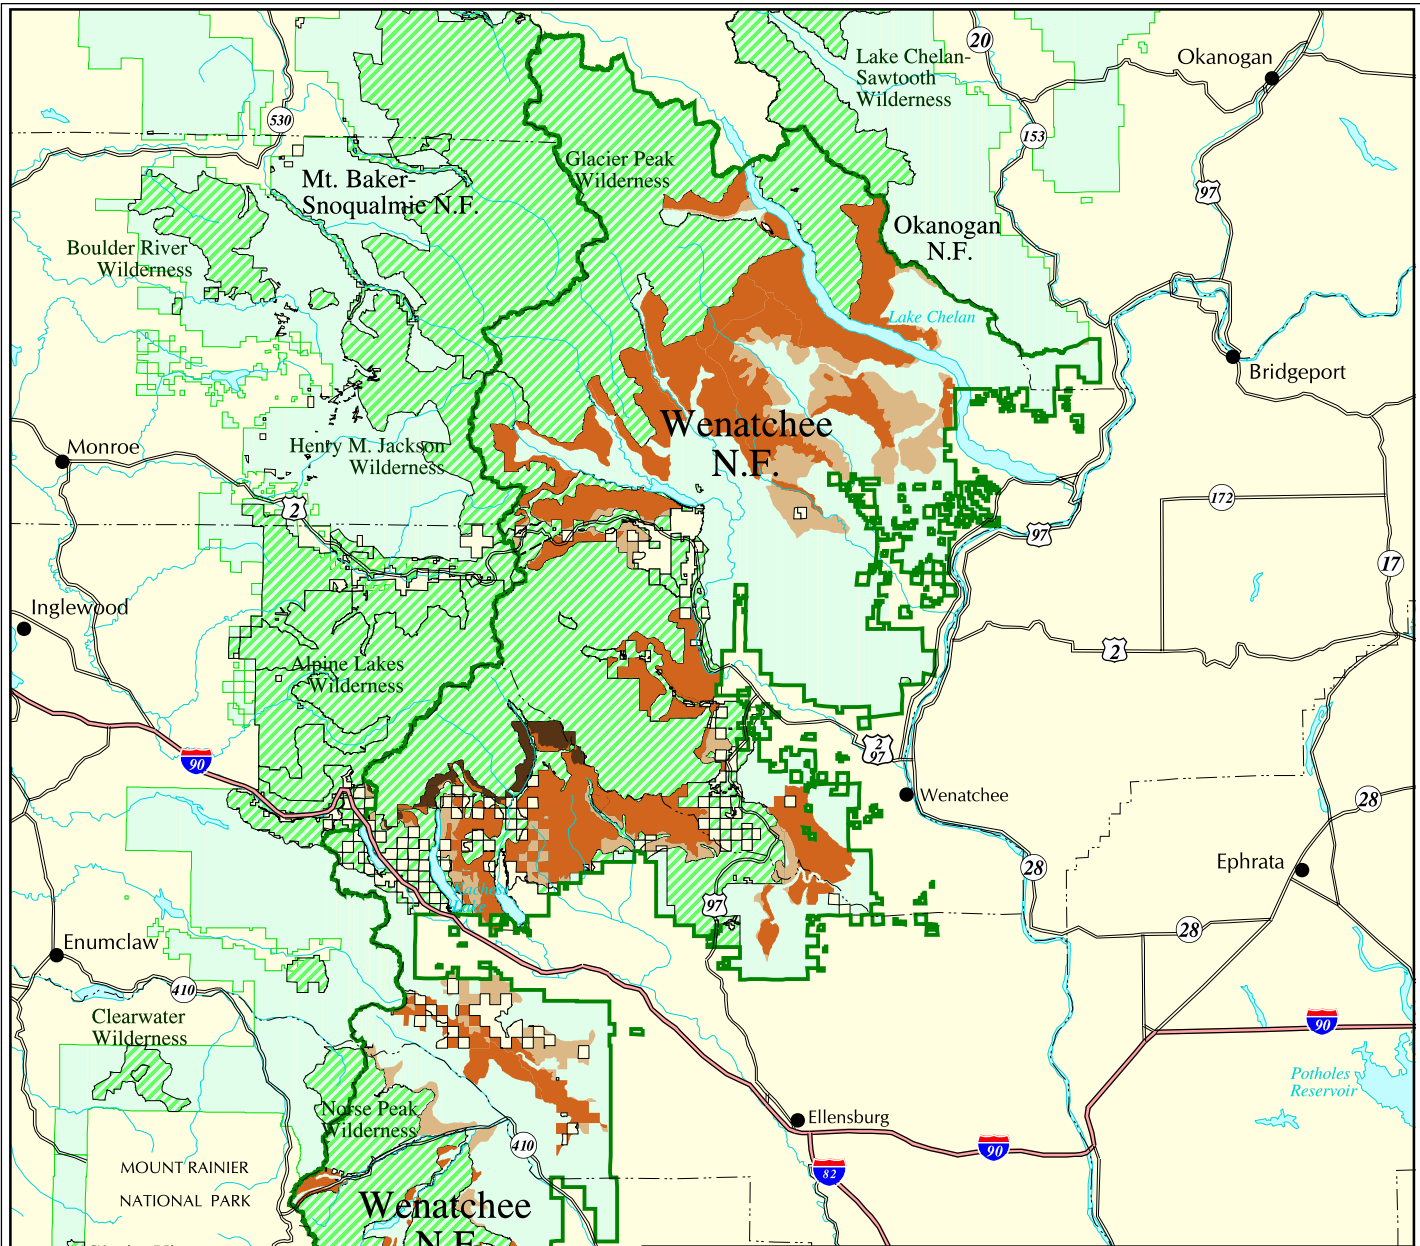 20
Okanogan
Lake Chelan-
Sawtooth
Wilderness
530
153
Glacier Peak
Wilderness
Mt. Baker-
Snoqualmie N.F.
97
Okanogan
N.F.
Boulder River
Wilderness
Lake Chelan
Bridgeport
Wenatchee
N.F.
Monroe
Henry M. Jackson
Wilderness
2
172
97
17
Inglewood
2
Alpine Lakes
Wilderness
2
97
90
Wenatchee
28
28
Ephrata
Kachess
Lake
97
28
Enumclaw
410
Clearwater
Wilderness
90
Potholes
Reservoir
Norse Peak
Wilderness
Ellensburg
410
90
82
MOUNT RAINIER
NATIONAL PARK
Wenatchee
N.F.